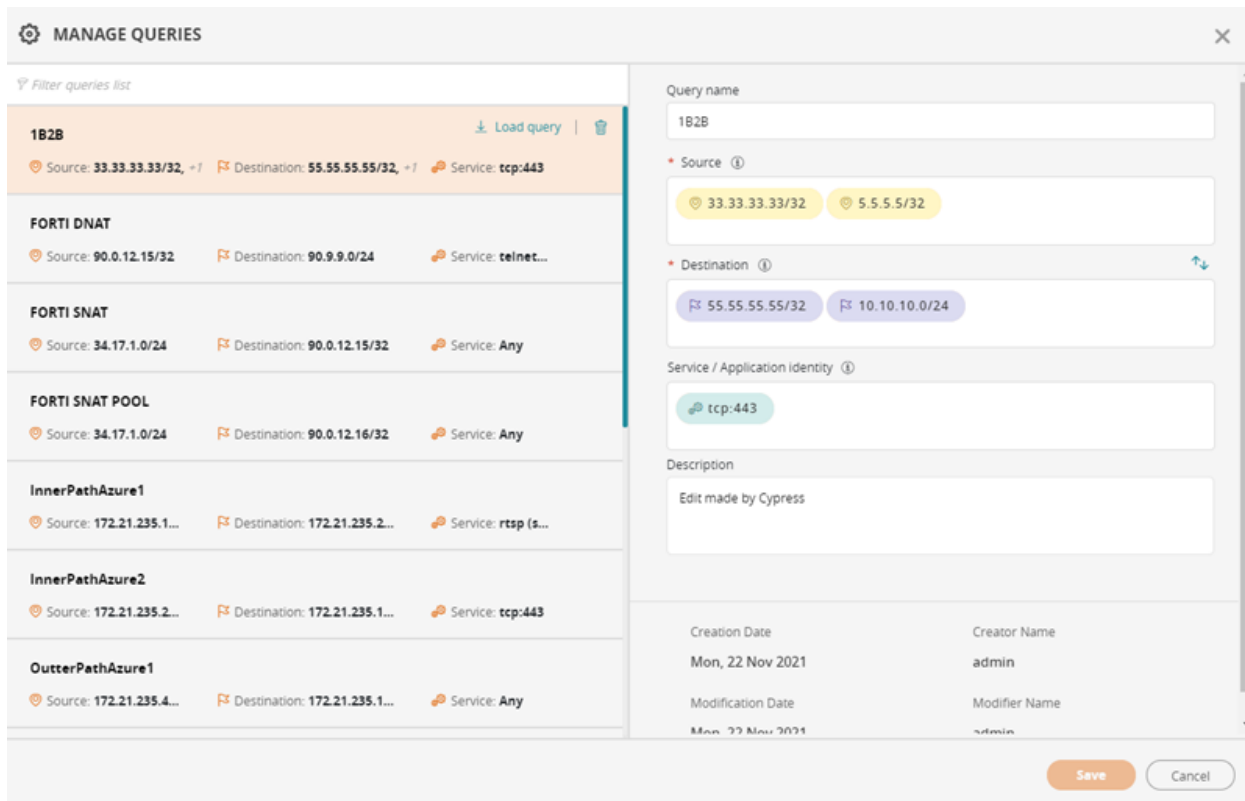 MANAGE QUERIES
Filter queries list
1B2B
Load query
Source: 33.33.33.33/32, +1 Destination: 55.55.55.55/32, +1 Service: tcp:443
FORTI DNAT
Source: 90.0.12.15/32 Destination: 90.9.9.0/24 Service: telnet...
FORTI SNAT
Source: 34.17.1.0/24 Destination: 90.0.12.15/32 Service: Any
FORTI SNAT POOL
Source: 34.17.1.0/24 Destination: 90.0.12.16/32 Service: Any
InnerPathAzure1
Source: 172.21.235.1... Destination: 172.21.235.2... Service: rtsp (s...
InnerPathAzure2
Source: 172.21.235.2... Destination: 172.21.235.1... Service: tcp:443
OutterPathAzure1
Source: 172.21.235.4... Destination: 172.21.235.1... Service: Any
Query name
1B2B
* Source
33.33.33.33/32 5.5.5.5/32
* Destination
55.55.55.55/32 10.10.10.0/24
Service / Application identity
tcp:443
Description
Edit made by Cypress
Creation Date Creator Name
Mon, 22 Nov 2021 admin
Modification Date Modifier Name
Mon, 22 Nov 2021 admin
Save Cancel